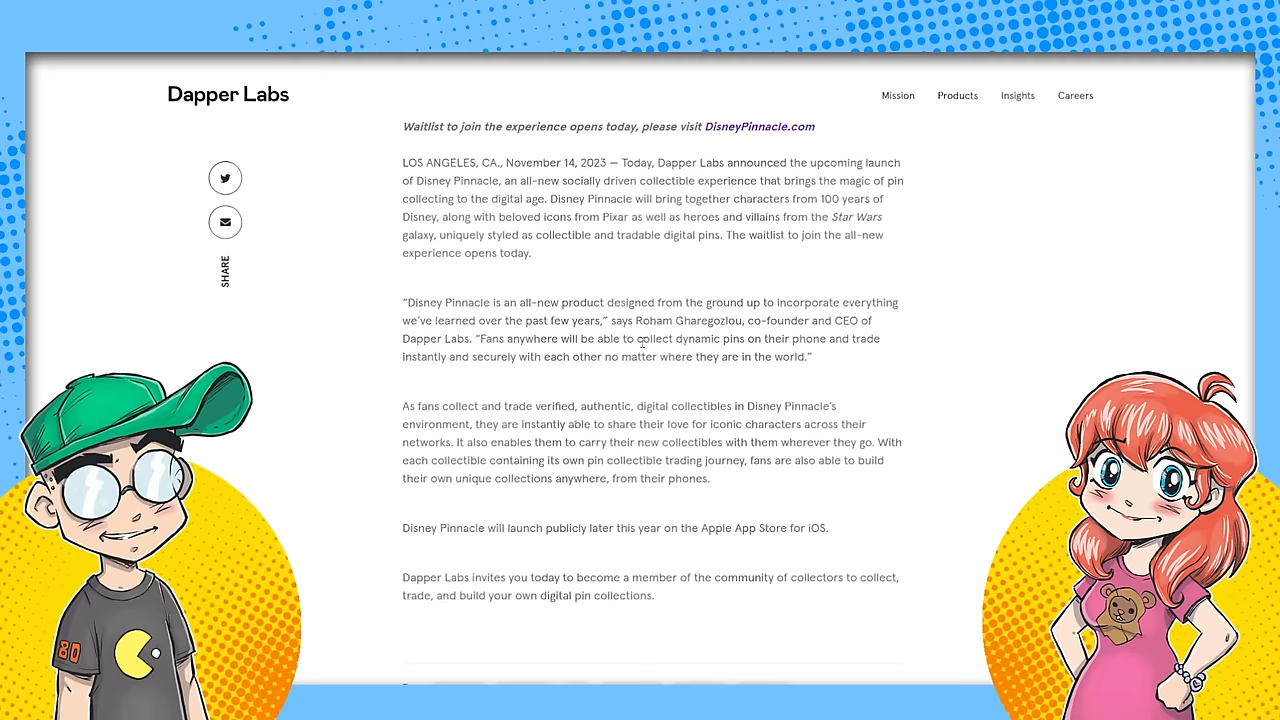 Dapper Labs
Mission Products Insights Careers
Waitlist to join the experience opens today, please visit DisneyPinnacle.com
LOS ANGELES, CA., November 14, 2023 — Today, Dapper Labs announced the upcoming launch
of Disney Pinnacle, an all-new socially driven collectible experience that brings the magic of pin
collecting to the digital age. Disney Pinnacle will bring together characters from 100 years of
Disney, along with beloved icons from Pixar as well as heroes and villains from the Star Wars
galaxy, uniquely styled as collectible and tradable digital pins. The waitlist to join the all-new
experience opens today.
SHARE
“Disney Pinnacle is an all-new product designed from the ground up to incorporate everything
we’ve learned over the past few years,” says Roham Gharegozlou, co-founder and CEO of
Dapper Labs. “Fans anywhere will be able to collect dynamic pins on their phone and trade
instantly and securely with each other no matter where they are in the world.”
As fans collect and trade verified, authentic, digital collectibles in Disney Pinnacle’s
environment, they are instantly able to share their love for iconic characters across their
networks. It also enables them to carry their new collectibles with them wherever they go. With
each collectible containing its own pin collectible trading journey, fans are also able to build
their own unique collections anywhere, from their phones.
Disney Pinnacle will launch publicly later this year on the Apple App Store for iOS.
Dapper Labs invites you today to become a member of the community of collectors to collect,
trade, and build your own digital pin collections.
80